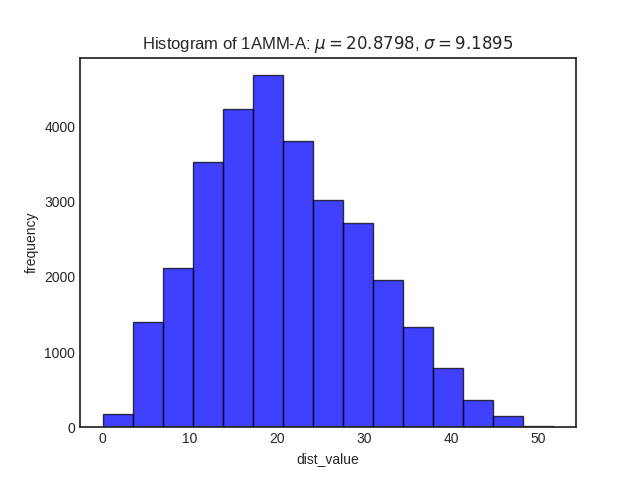 Histogram of 1AMM-A: μ = 20.8798, σ = 9.1895
frequency
4000
3000
2000
1000
0
0 10 20 30 40 50
dist_value